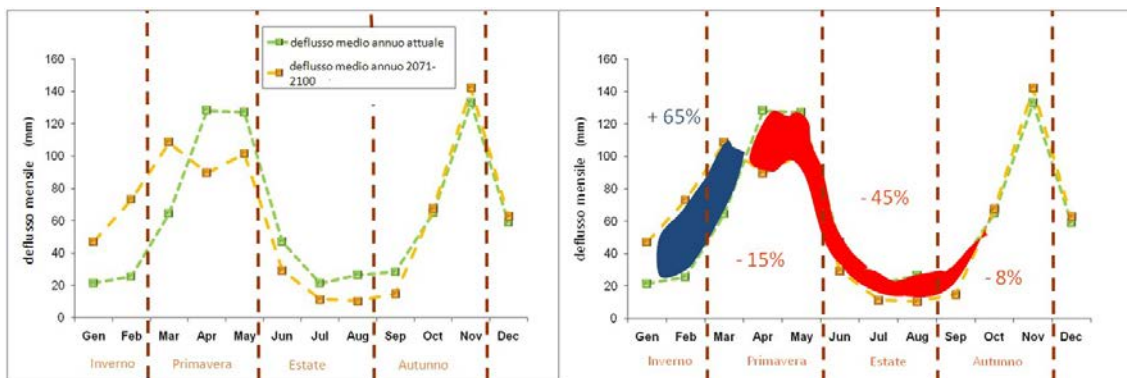 deflusso medio annuo attuale
deflusso medio annuo 2071-
2100
deflusso mensile (mm)
160
140
120
100
80
60
40
20
0
Gen Feb Mar Apr May Jun Jul Aug Sep Oct Nov Dec
Inverno Primavera Estate Autunno
deflusso mensile (mm)
160
140
120
100
80
60
40
20
0
+ 65%
- 45%
- 15%
- 8%
Gen Feb Mar Apr May Jun Jul Aug Sep Oct Nov Dec
Inverno Primavera Estate Autunno